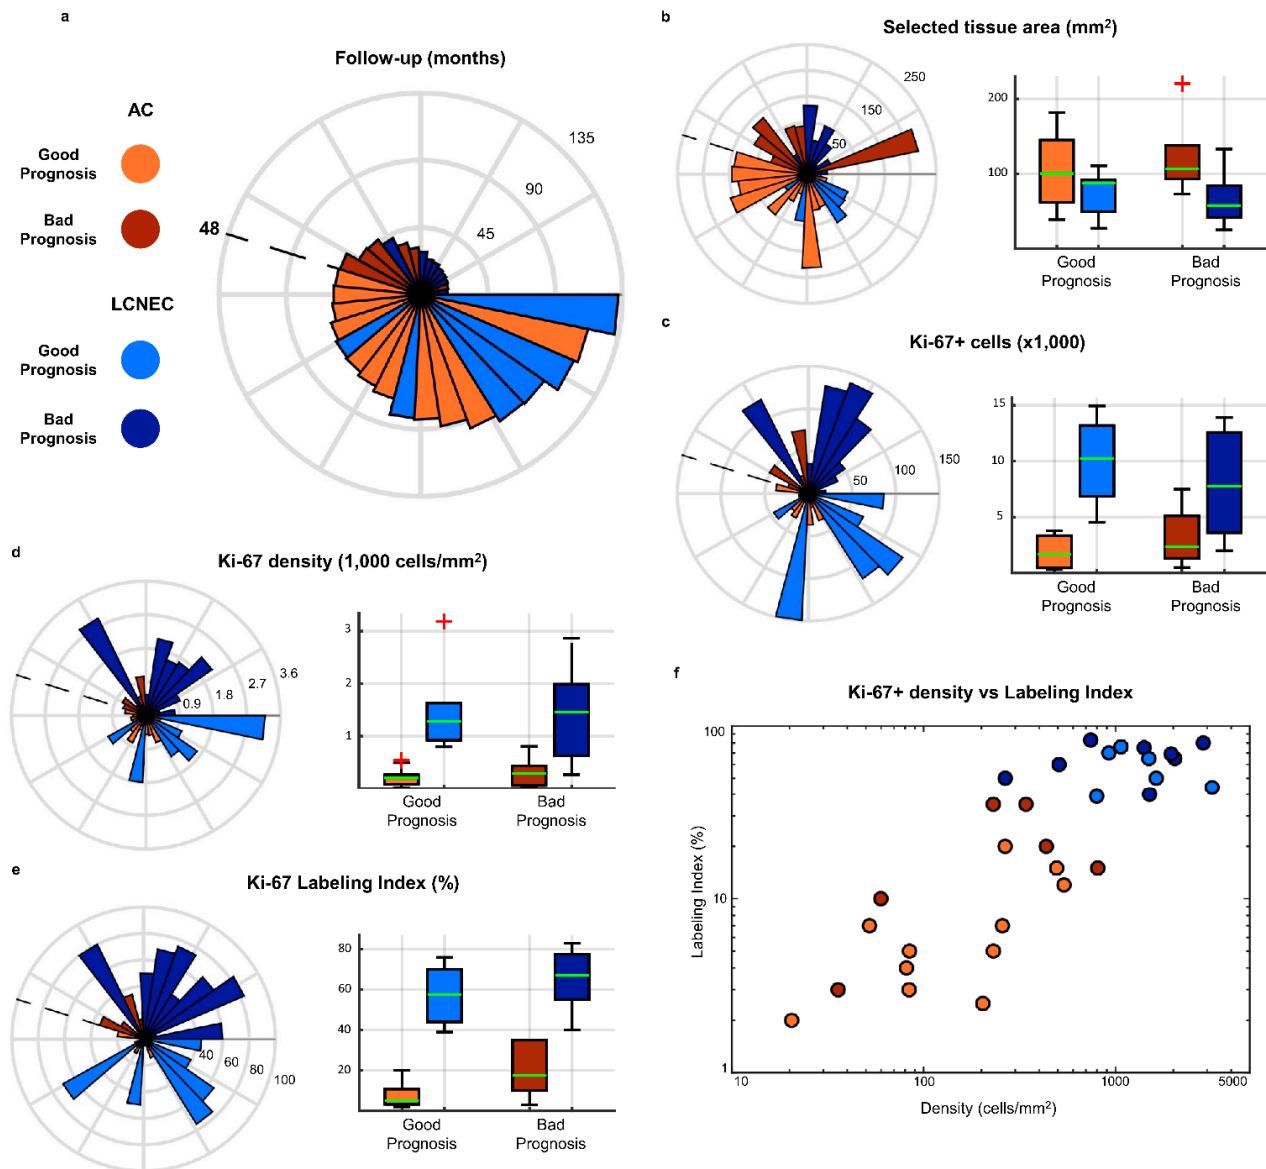 a
Follow-up (months)
AC
Good
Prognosis
Bad
Prognosis
LCNEC
Good
Prognosis
Bad
Prognosis
48
45
90
135
b
Selected tissue area (mm²)
50
150
250
200
100
Good
Prognosis
Bad
Prognosis
c
Ki-67+ cells (x1,000)
50
100
150
15
10
5
Good
Prognosis
Bad
Prognosis
d
Ki-67 density (1,000 cells/mm²)
0.9
1.8
2.7
3.6
3
2
1
Good
Prognosis
Bad
Prognosis
e
Ki-67 Labeling Index (%)
40
60
80
100
80
60
40
20
Good
Prognosis
Bad
Prognosis
f
Ki-67+ density vs Labeling Index
Labeling Index (%)
100
10
1
10
100
1000
5000
Density (cells/mm²)